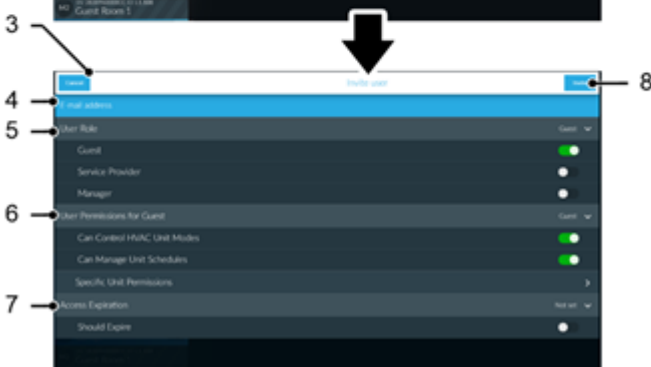 Guest Room 1
3
Cancel Invite user Invite 8
4 E-mail address
5 User Role Guest
Guest
Service Provider
Manager
6 User Permissions for Guest Guest
Can Control HVAC Unit Modes
Can Manage Unit Schedules
Specific Unit Permissions
7 Access Expiration Not set
Should Expire